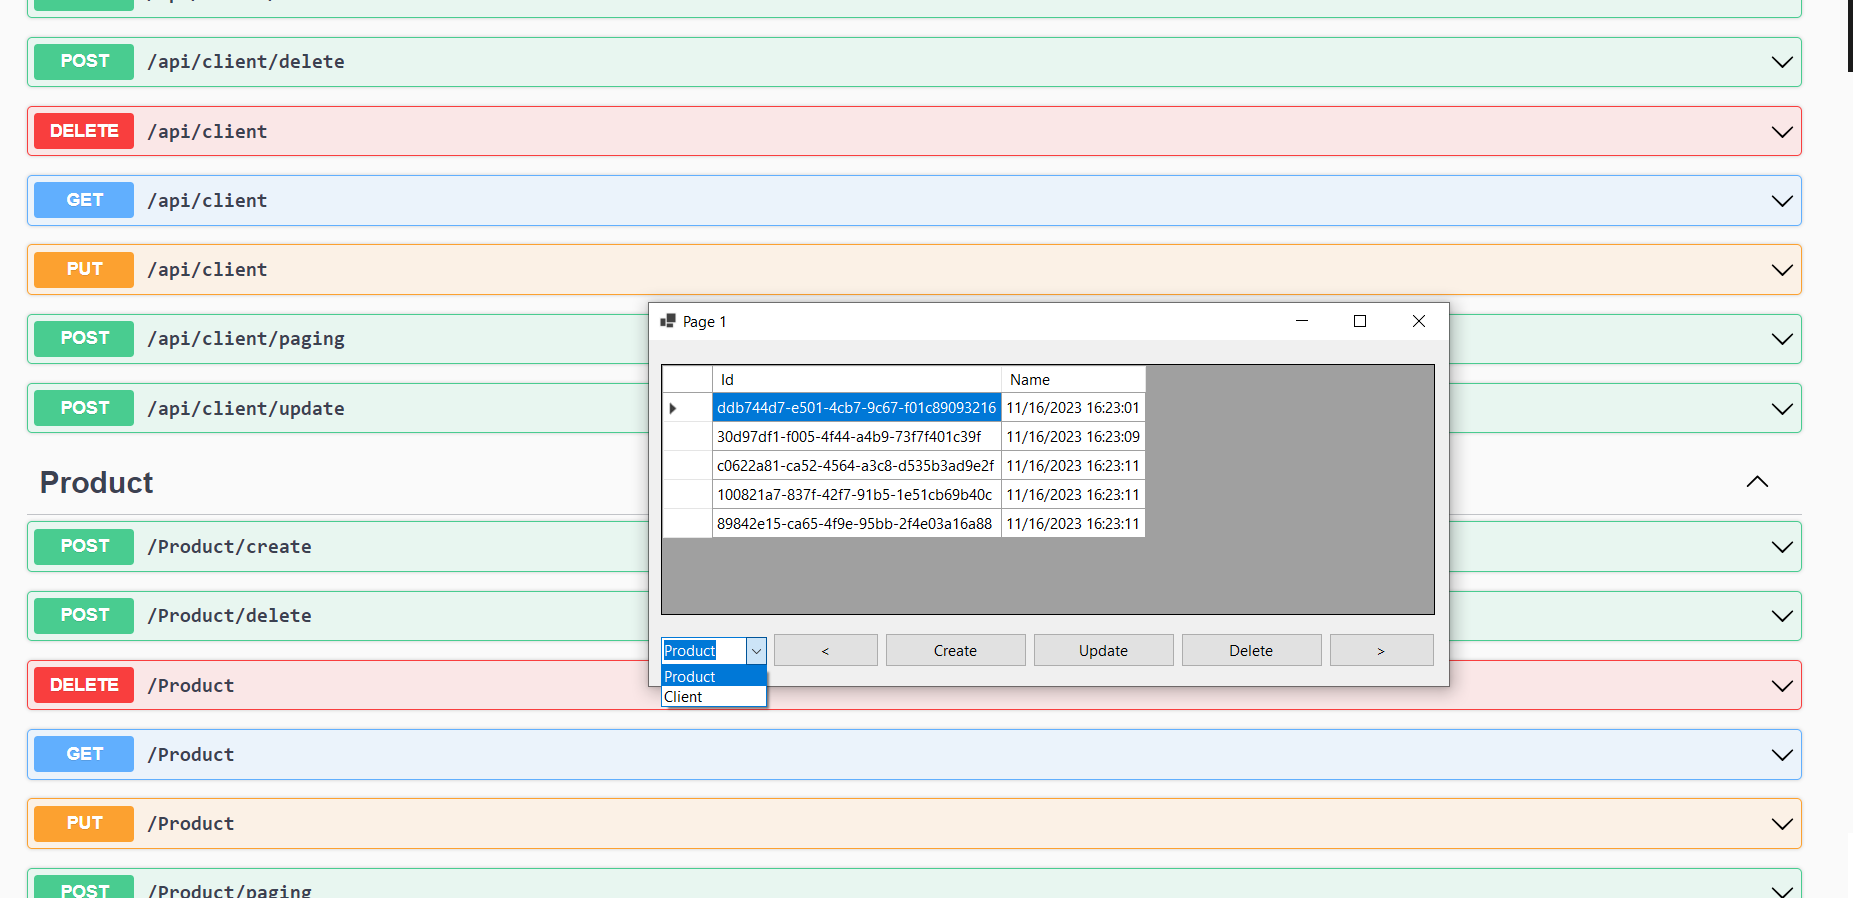 POST /api/client/delete
DELETE /api/client
GET /api/client
PUT /api/client
POST /api/client/paging
POST /api/client/update
Product
POST /Product/create
POST /Product/delete
DELETE /Product
GET /Product
PUT /Product
POST /Product/paging
Page 1
Id Name
ddb744d7-e501-4cb7-9c67-f01c89093216 11/16/2023 16:23:01
30d97df1-f005-4f44-a4b9-73f7f401c39f 11/16/2023 16:23:09
c0622a81-ca52-4564-a3c8-d535b3ad9e2f 11/16/2023 16:23:11
100821a7-837f-42f7-91b5-1e51cb69b40c 11/16/2023 16:23:11
89842e15-ca65-4f9e-95bb-2f4e03a16a88 11/16/2023 16:23:11
Product < Create Update Delete >
Product
Client